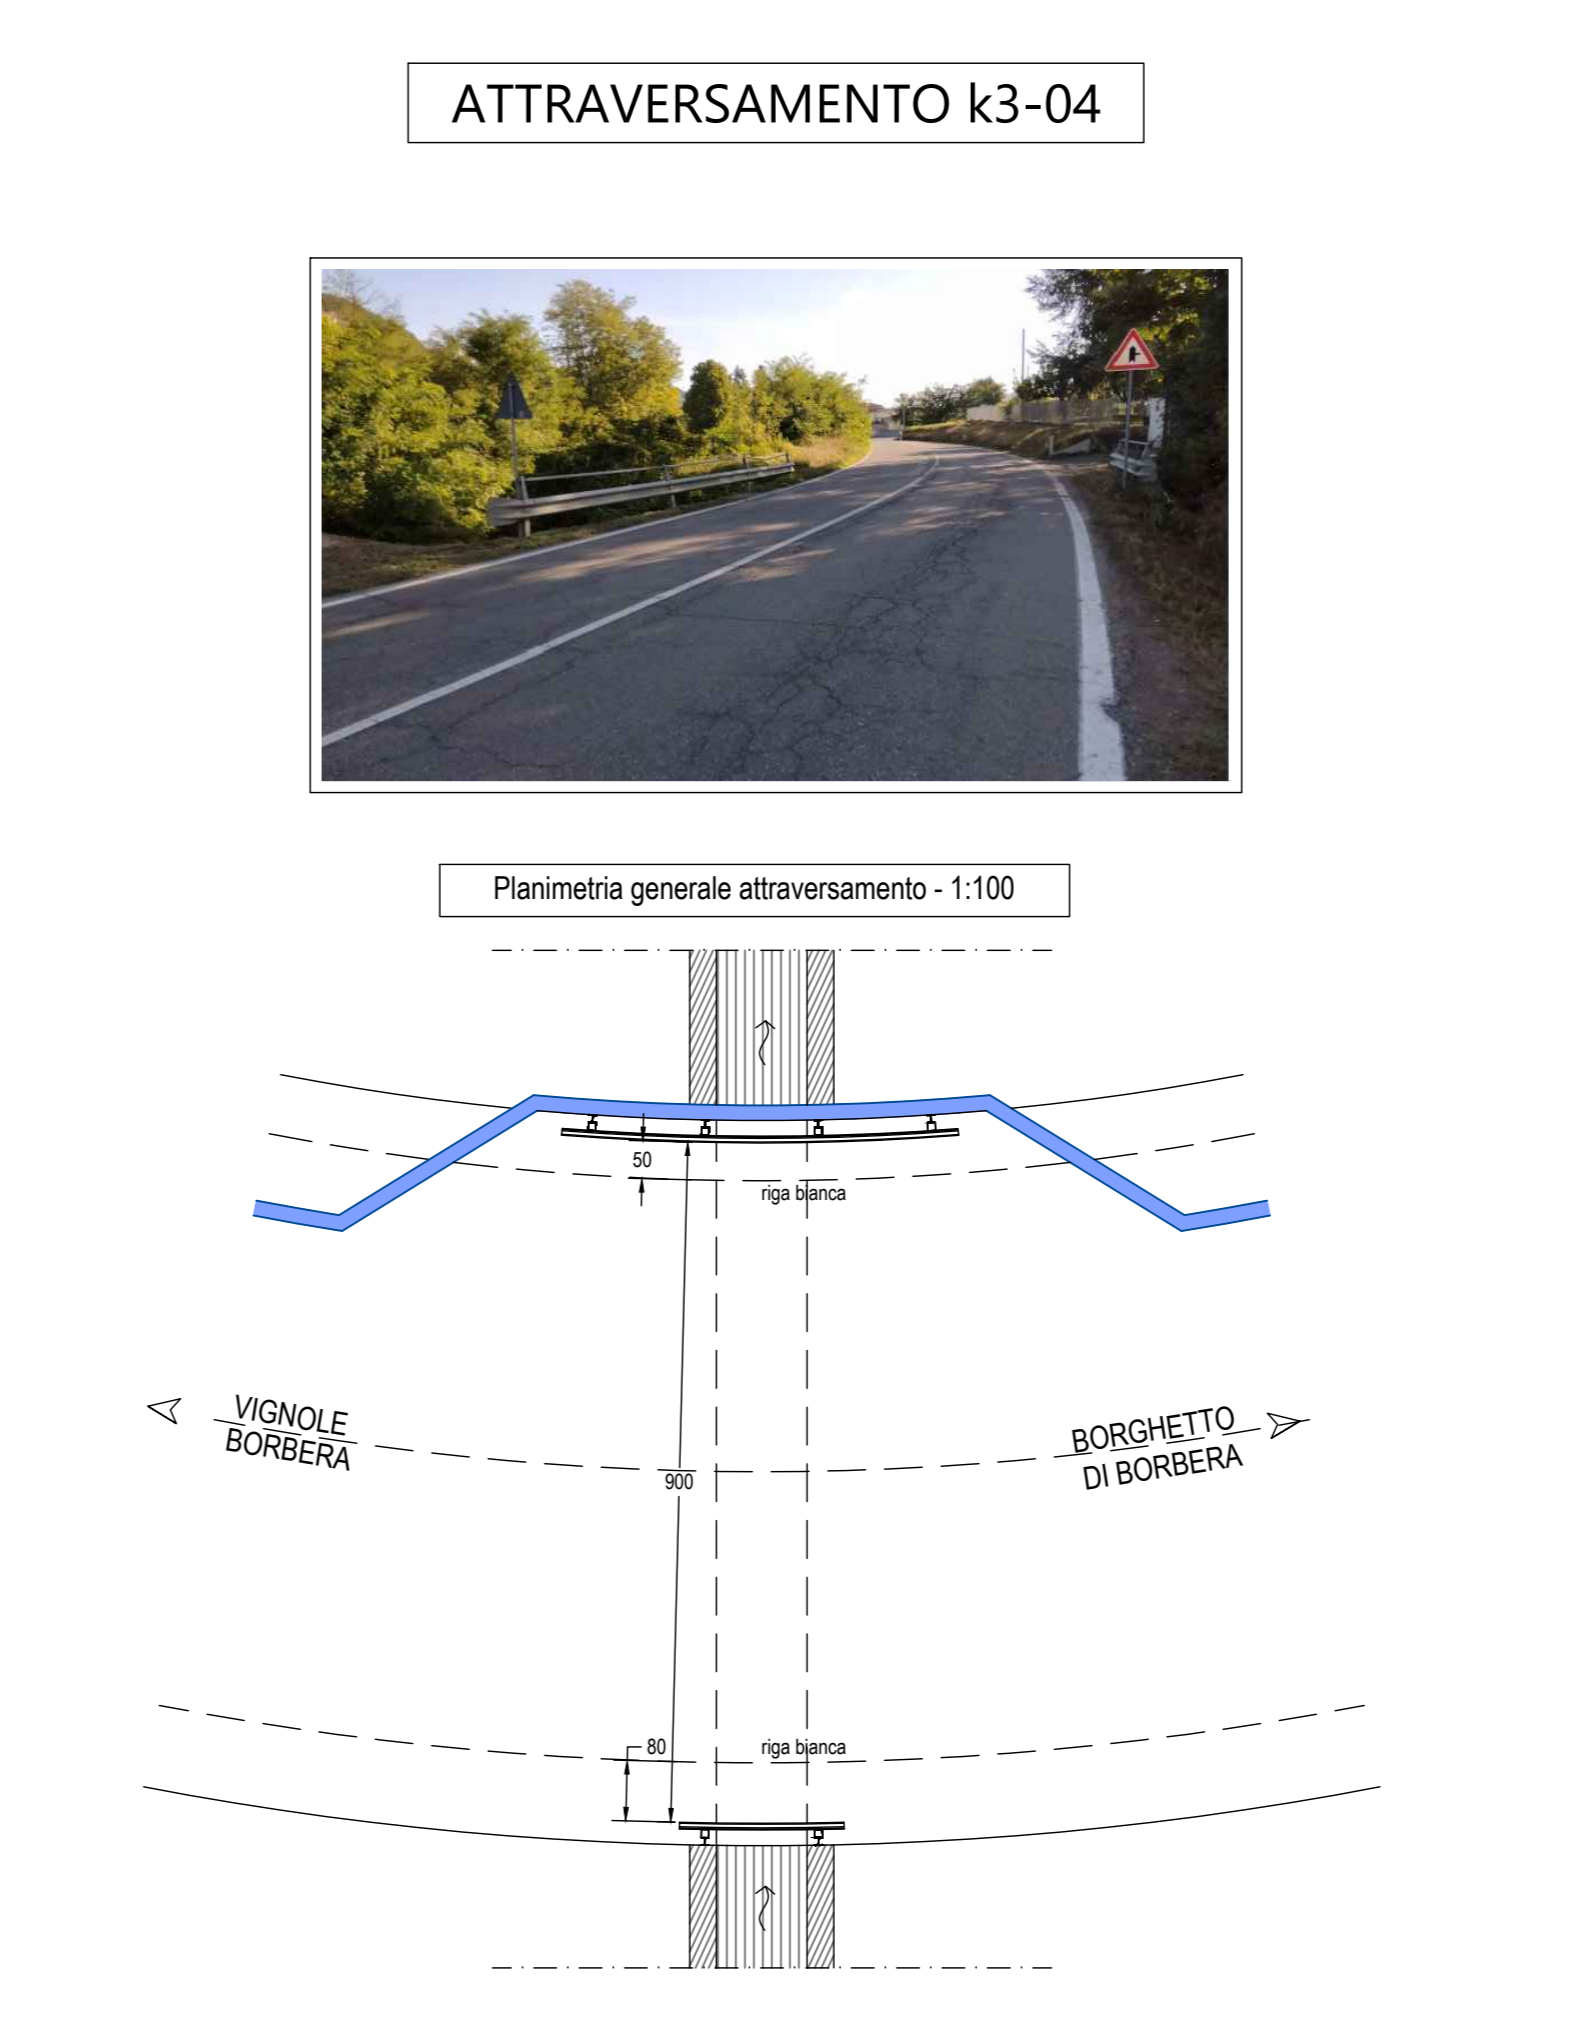 ATTRAVERSAMENTO k3-04
Planimetria generale attraversamento - 1:100
50
riga bianca
VIGNOLE
BORBERA
BORGHETTO
DI BORBERA
900
80
riga bianca